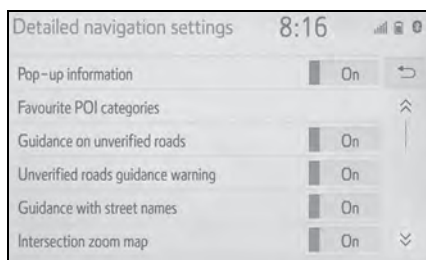 Detailed navigation settings 8:16
Pop-up information On
Favourite POI categories
Guidance on unverified roads On
Unverified roads guidance warning On
Guidance with street names On
Intersection zoom map On